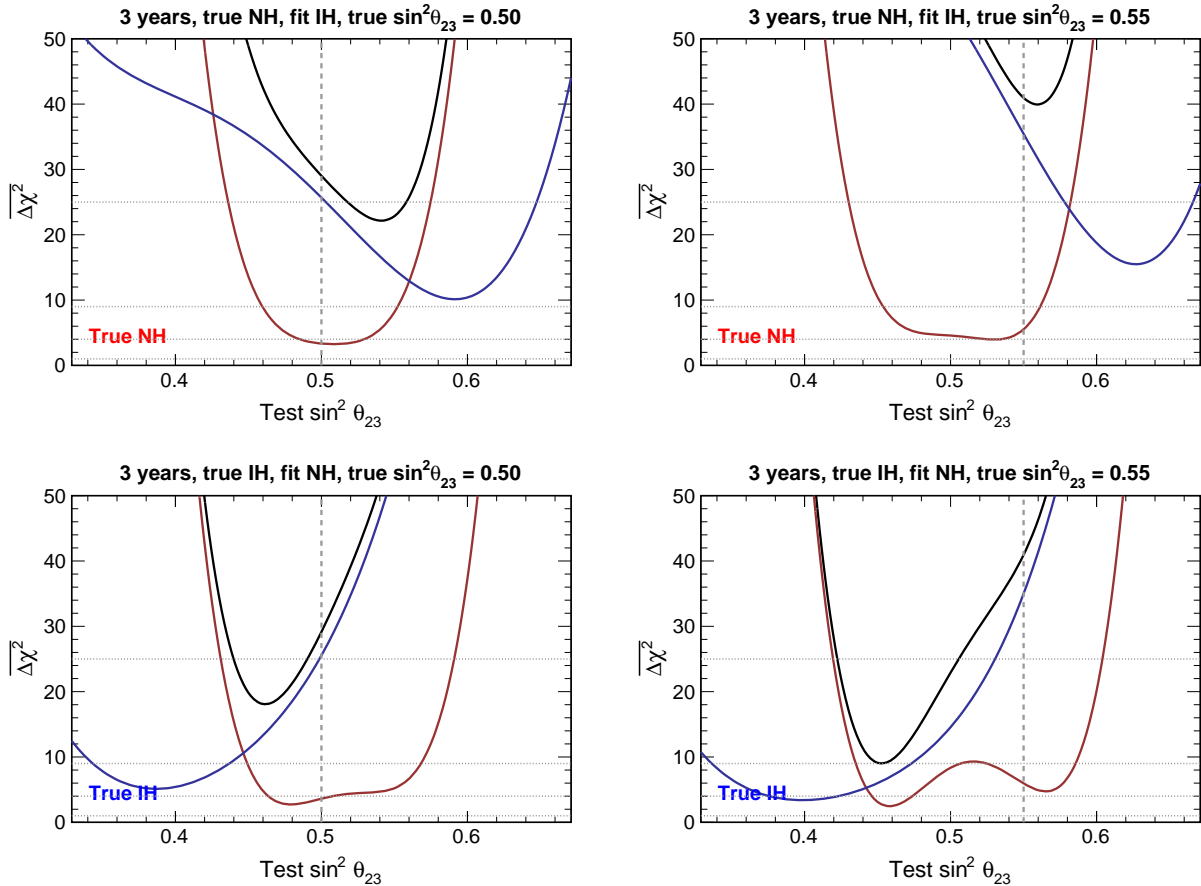 3 years, true NH, fit IH, true sin²θ₂₃ = 0.50
50
40
30
20
10
0
Δχ²
True NH
0.4 0.5 0.6
Test sin² θ₂₃
3 years, true NH, fit IH, true sin²θ₂₃ = 0.55
50
40
30
20
10
0
Δχ²
True NH
0.4 0.5 0.6
Test sin² θ₂₃
3 years, true IH, fit NH, true sin²θ₂₃ = 0.50
50
40
30
20
10
0
Δχ²
True IH
0.4 0.5 0.6
Test sin² θ₂₃
3 years, true IH, fit NH, true sin²θ₂₃ = 0.55
50
40
30
20
10
0
Δχ²
True IH
0.4 0.5 0.6
Test sin² θ₂₃